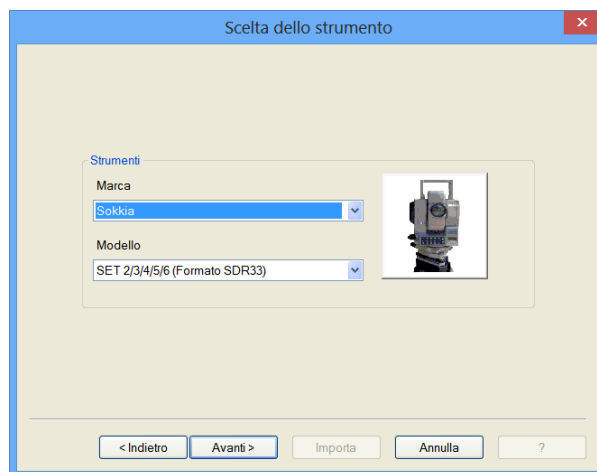 Scelta dello strumento
Strumenti
Marca
Sokkia
Modello
SET 2/3/4/5/6 (Formato SDR33)
< Indietro
Avanti >
Importa
Annulla
?